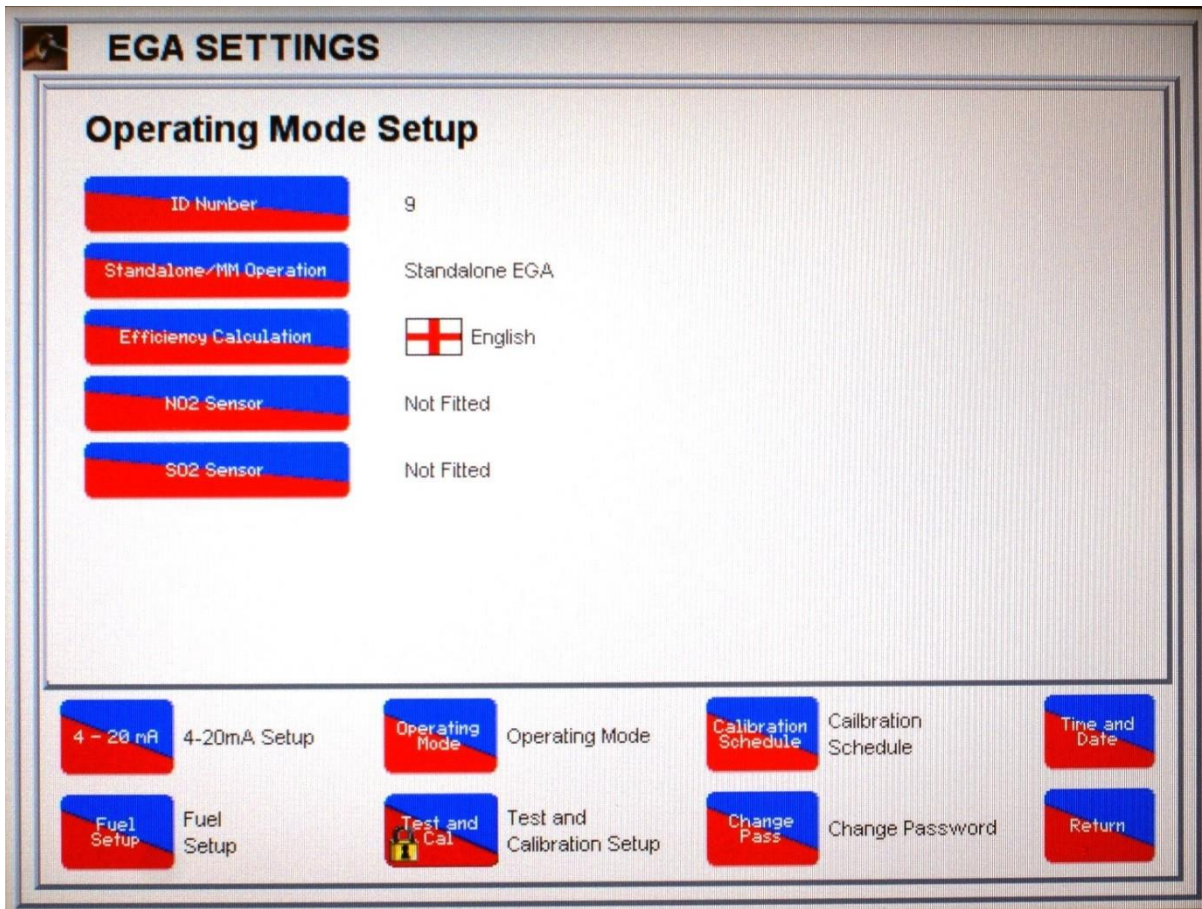 EGA SETTINGS
Operating Mode Setup
ID Number
9
Standalone/MM Operation
Standalone EGA
Efficiency Calculation
English
NO2 Sensor
Not Fitted
SO2 Sensor
Not Fitted
4 - 20 mA
4-20mA Setup
Operating
Mode
Operating Mode
Calibration
Schedule
Cailbration
Schedule
Time and
Date
Fuel
Setup
Fuel
Setup
Test and
Cal
Test and
Calibration Setup
Change
Pass
Change Password
Return